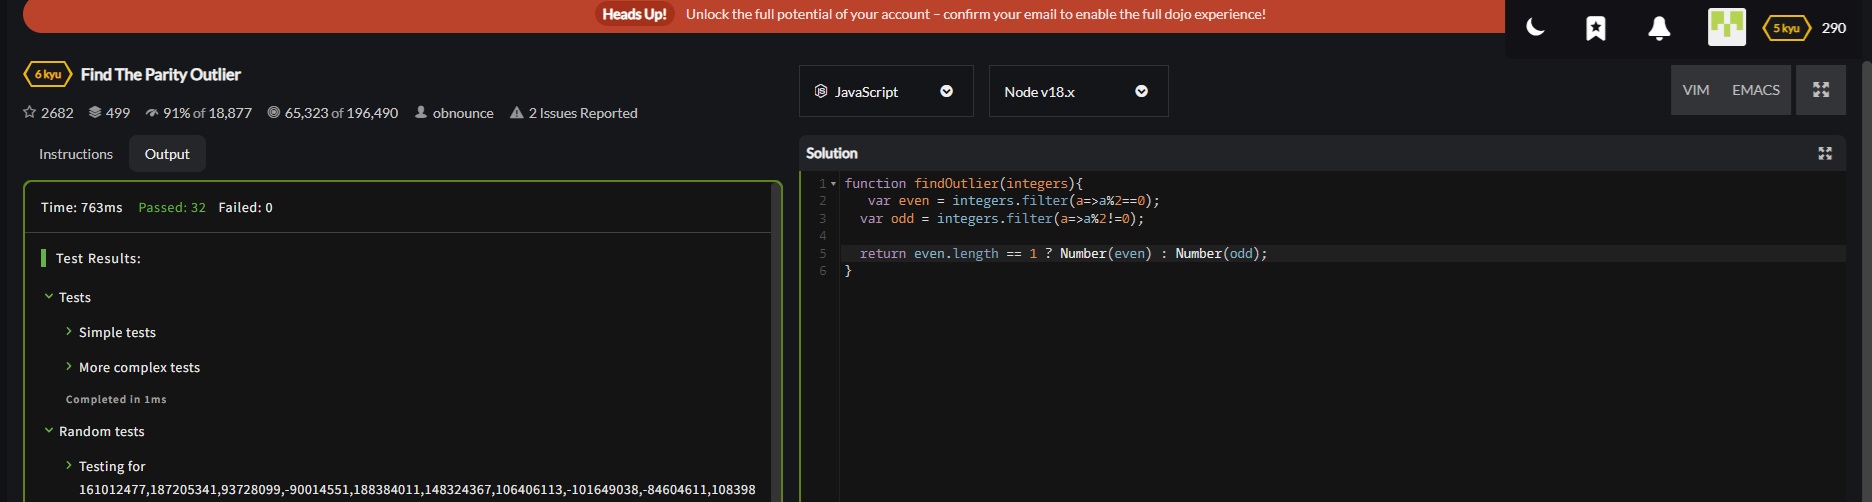 Heads Up! Unlock the full potential of your account – confirm your email to enable the full dojo experience!
5 kyu 290
6 kyu Find The Parity Outlier
2682 499 91% of 18,877 65,323 of 196,490 obnounce 2 Issues Reported
JavaScript Node v18.x VIM EMACS
Instructions Output
Time: 763ms Passed: 32 Failed: 0
Test Results:
Tests
Simple tests
More complex tests
Completed in 1ms
Random tests
Testing for
161012477,187205341,93728099,-90014551,188384011,148324367,106406113,-101649038,-84604611,108398
Solution
1 function findOutlier(integers){
2 var even = integers.filter(a=>a%2==0);
3 var odd = integers.filter(a=>a%2!=0);
4
5 return even.length == 1 ? Number(even) : Number(odd);
6 }